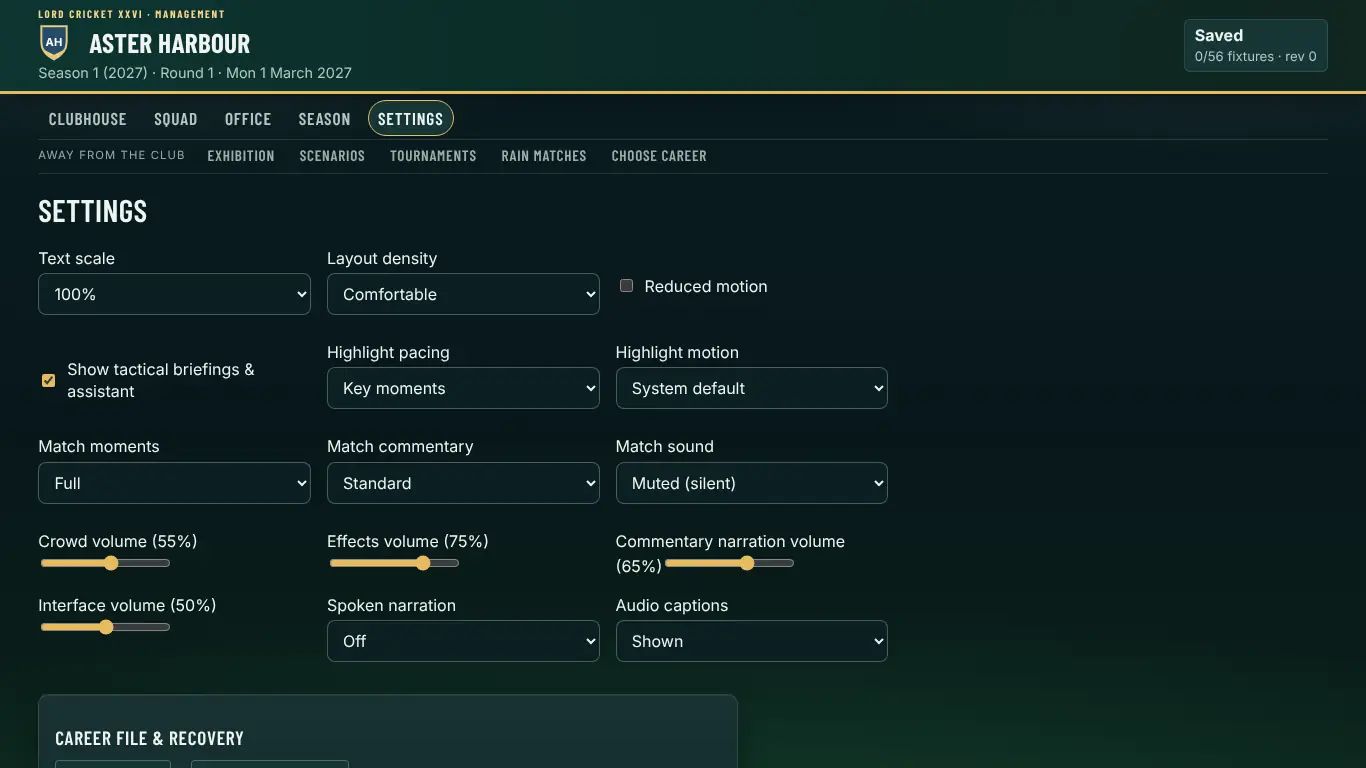 LORD CRICKET XXVI · MANAGEMENT
AH
ASTER HARBOUR
Season 1 (2027) · Round 1 · Mon 1 March 2027
Saved
0/56 fixtures · rev 0
CLUBHOUSE SQUAD OFFICE SEASON SETTINGS
AWAY FROM THE CLUB EXHIBITION SCENARIOS TOURNAMENTS RAIN MATCHES CHOOSE CAREER
SETTINGS
Text scale
100%
Layout density
Comfortable
Reduced motion
Show tactical briefings &
assistant
Highlight pacing
Key moments
Highlight motion
System default
Match moments
Full
Match commentary
Standard
Match sound
Muted (silent)
Crowd volume (55%)
Effects volume (75%)
Commentary narration volume
(65%)
Interface volume (50%)
Spoken narration
Off
Audio captions
Shown
CAREER FILE & RECOVERY